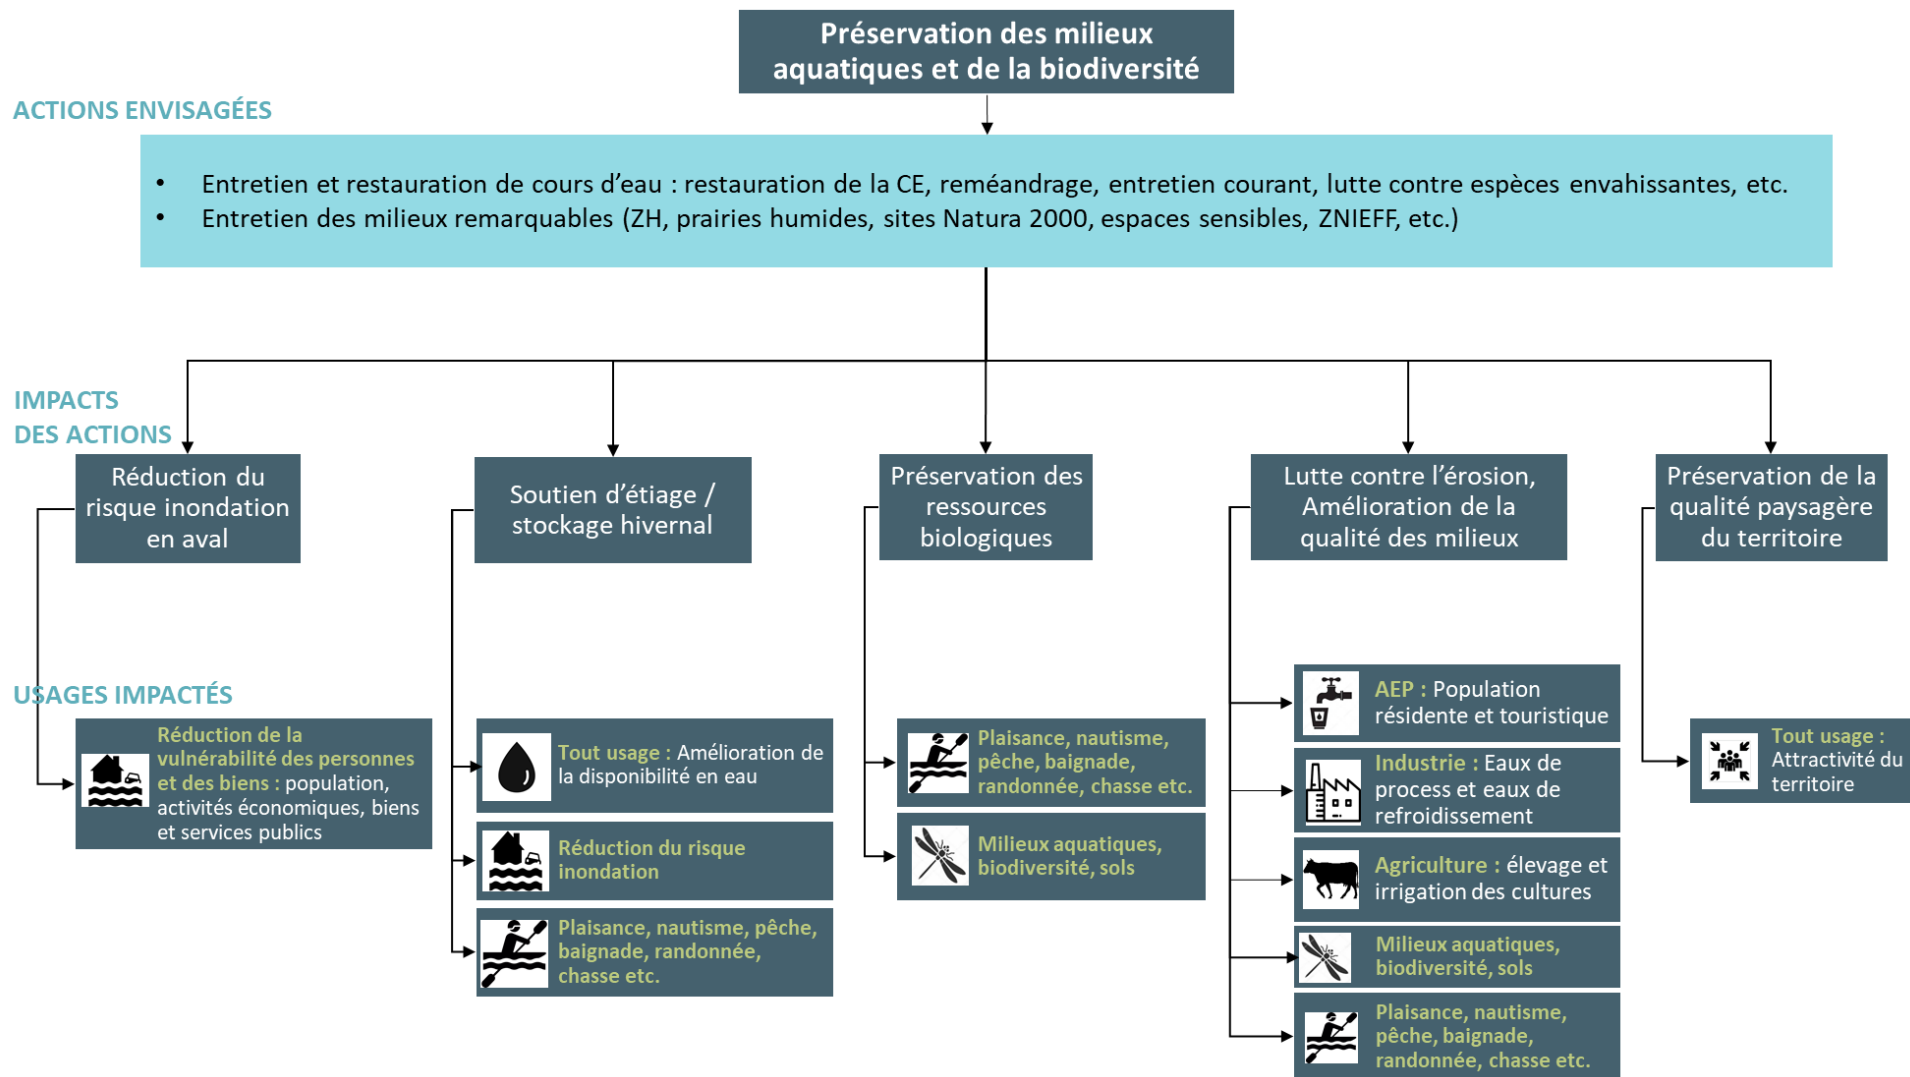 Préservation des milieux
aquatiques et de la biodiversité
ACTIONS ENVISAGÉES
• Entretien et restauration de cours d’eau : restauration de la CE, reméandrage, entretien courant, lutte contre espèces envahissantes, etc.
• Entretien des milieux remarquables (ZH, prairies humides, sites Natura 2000, espaces sensibles, ZNIEFF, etc.)
IMPACTS
DES ACTIONS
Réduction du
risque inondation
en aval
Soutien d’étiage /
stockage hivernal
Préservation des
ressources
biologiques
Lutte contre l’érosion,
Amélioration de la
qualité des milieux
Préservation de la
qualité paysagère
du territoire
USAGES IMPACTÉS
Réduction de la
vulnérabilité des personnes
et des biens : population,
activités économiques, biens
et services publics
Tout usage : Amélioration de
la disponibilité en eau
Réduction du risque
inondation
Plaisance, nautisme, pêche,
baignade, randonnée,
chasse etc.
Plaisance, nautisme,
pêche, baignade,
randonnée, chasse etc.
Milieux aquatiques,
biodiversité, sols
AEP : Population
résidente et touristique
Industrie : Eaux de
process et eaux de
refroidissement
Agriculture : élevage et
irrigation des cultures
Milieux aquatiques,
biodiversité, sols
Plaisance, nautisme,
pêche, baignade,
randonnée, chasse etc.
Tout usage :
Attractivité du
territoire